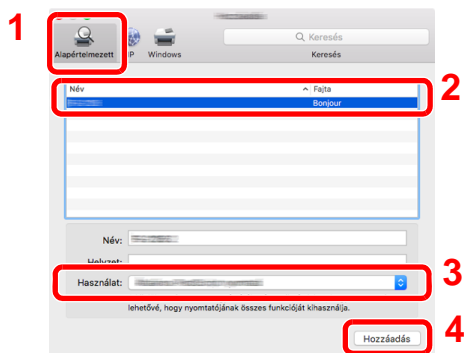 1
Q Keresés
Alapértelmezett IP Windows Keresés
2
Név Fajta
Bonjour
Név:
Helyzet:
3
Használat:
lehetővé, hogy nyomtatójának összes funkcióját kihasználja.
4
Hozzáadás